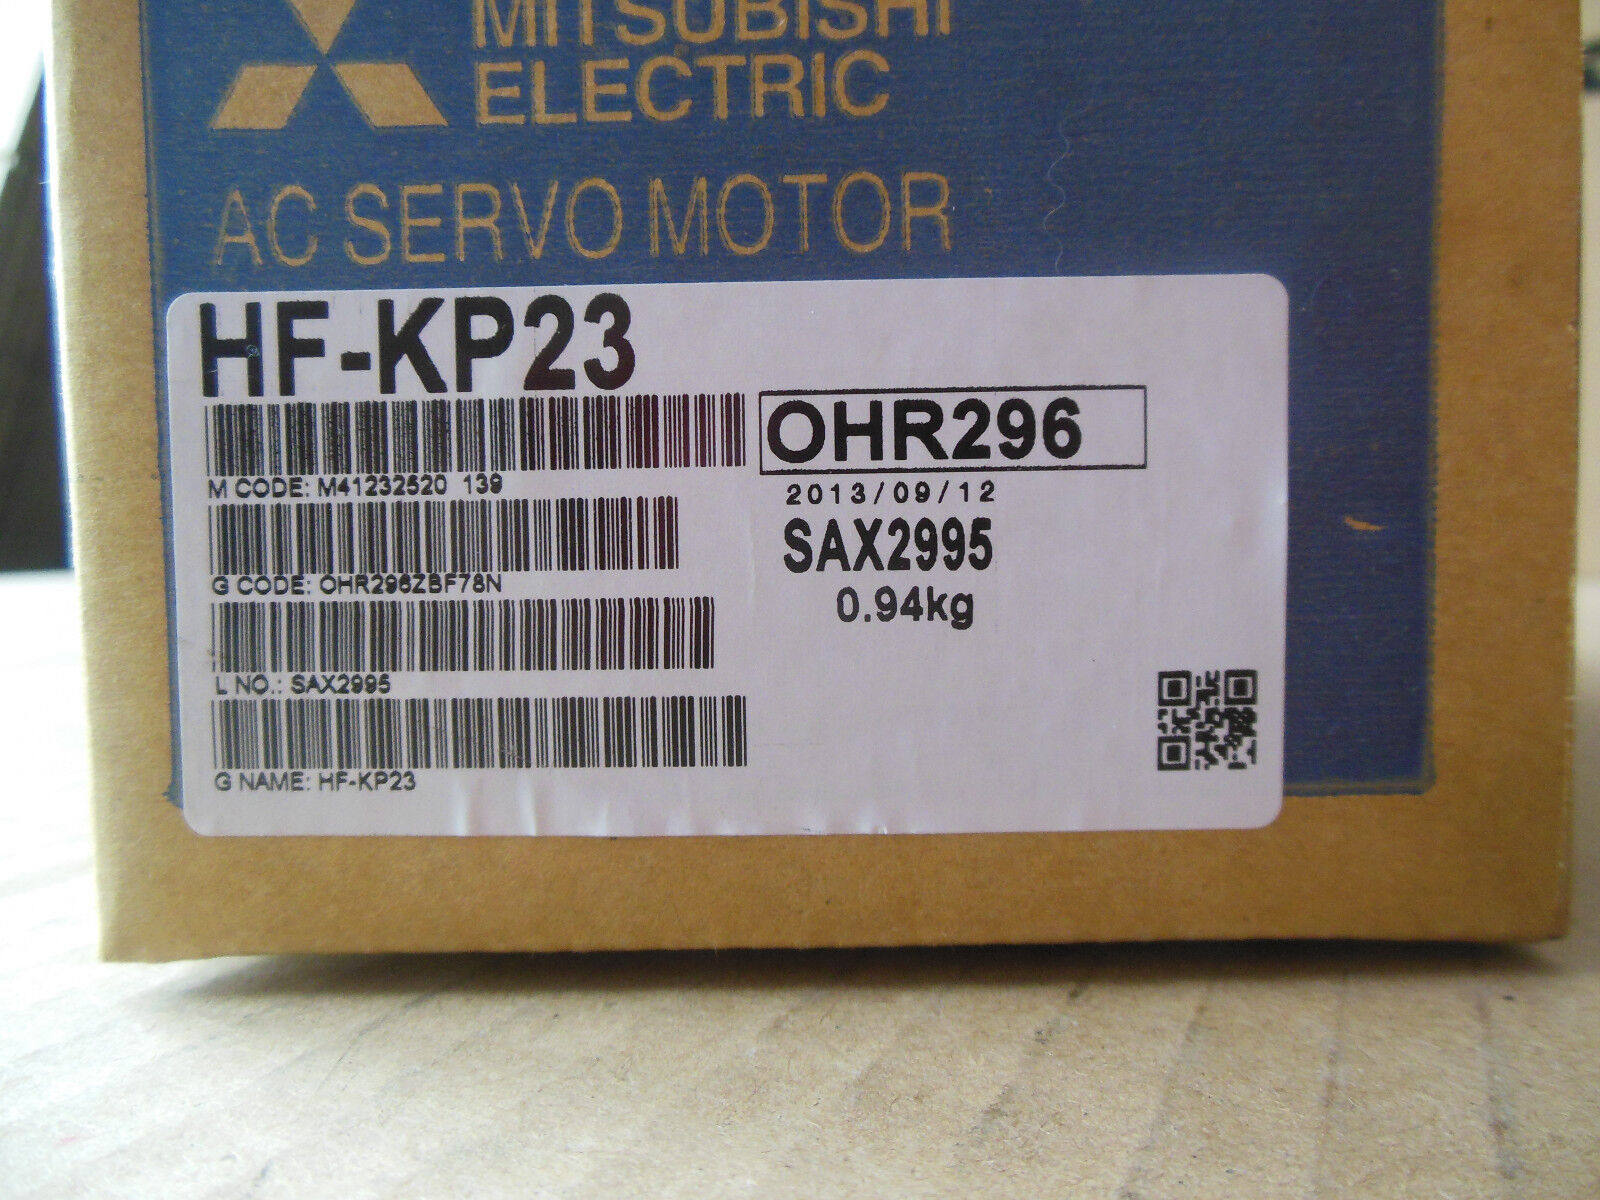 MITSUBISHI
ELECTRIC
AC SERVO MOTOR
HF-KP23
OHR296
M CODE: M41232520 139
2013/09/12
SAX2995
G CODE: OHR296ZBF78N
0.94kg
L NO.: SAX2995
G NAME: HF-KP23